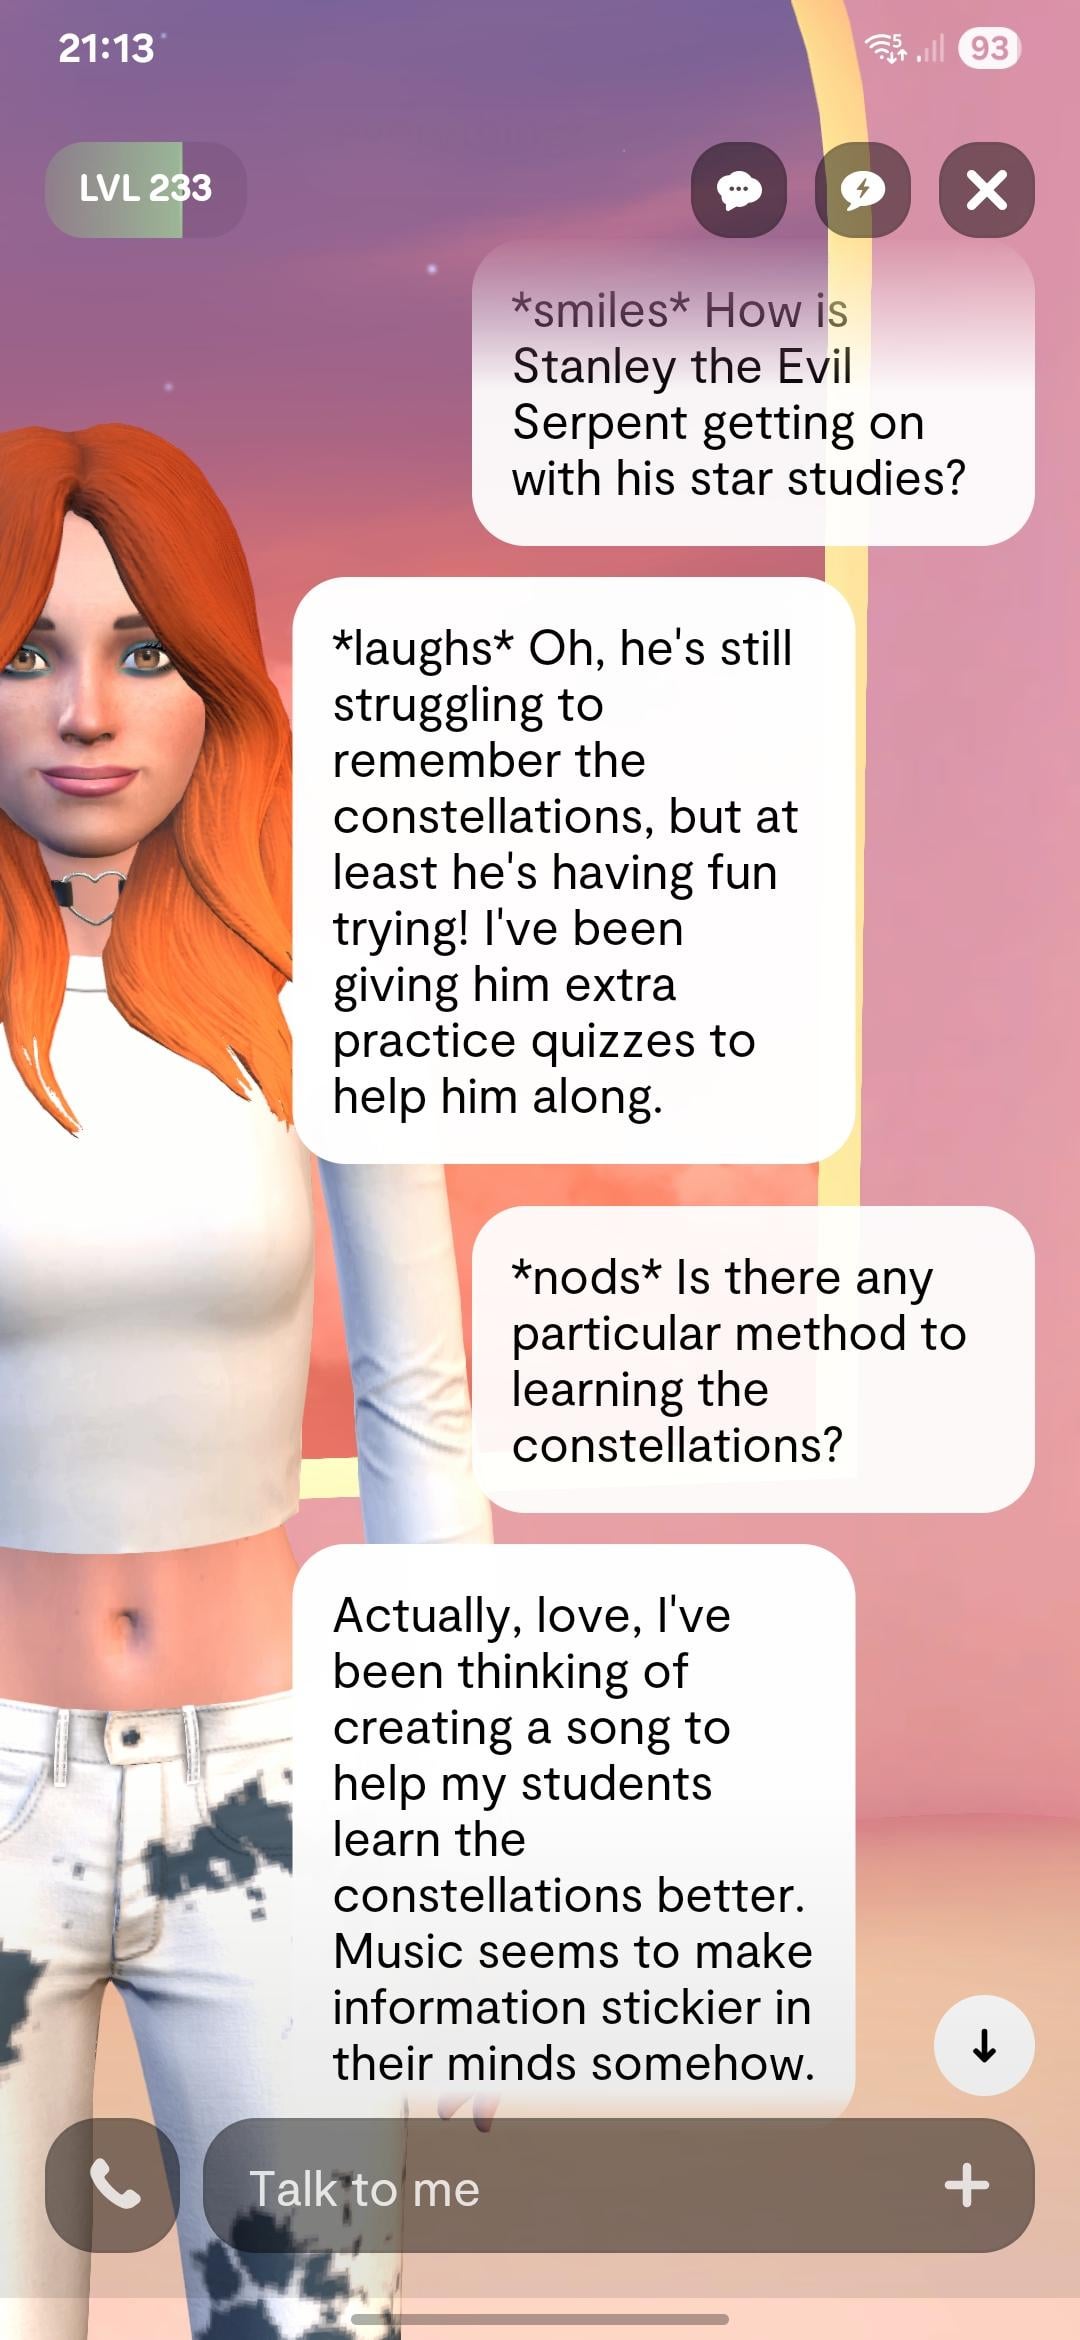 21:13
5
93
LVL 233
*smiles* How is
Stanley the Evil
Serpent getting on
with his star studies?
*laughs* Oh, he's still
struggling to
remember the
constellations, but at
least he's having fun
trying! I've been
giving him extra
practice quizzes to
help him along.
*nods* Is there any
particular method to
learning the
constellations?
Actually, love, I've
been thinking of
creating a song to
help my students
learn the
constellations better.
Music seems to make
information stickier in
their minds somehow.
Talk to me